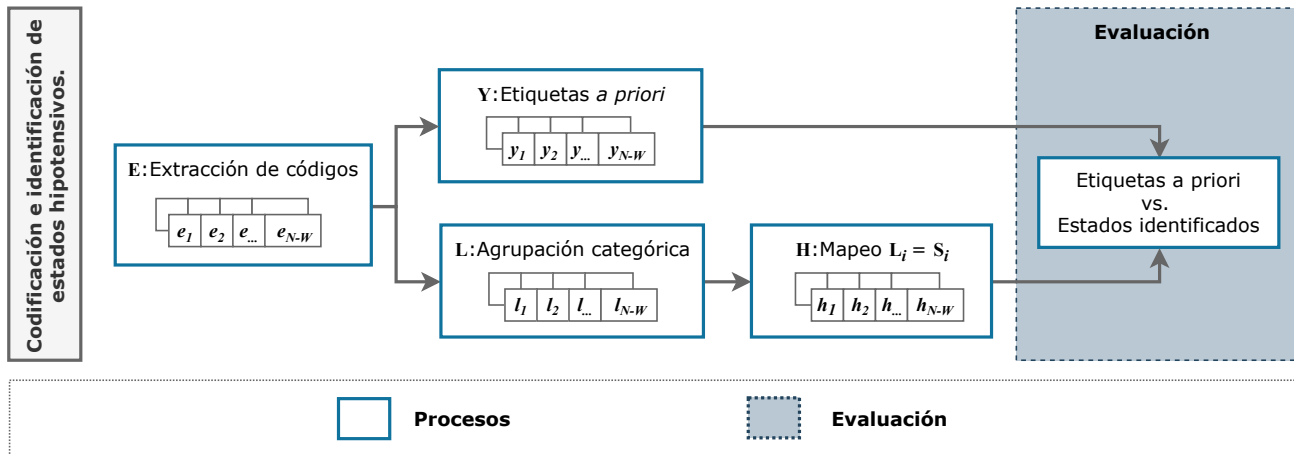 Codificación e identificación de
estados hipotensivos.
E:Extracción de códigos
e1 e2 e... eN-W
Y:Etiquetas a priori
y1 y2 y... yN-W
L:Agrupación categórica
l1 l2 l... lN-W
H:Mapeo Li = Si
h1 h2 h... hN-W
Evaluación
Etiquetas a priori
vs.
Estados identificados
Procesos
Evaluación